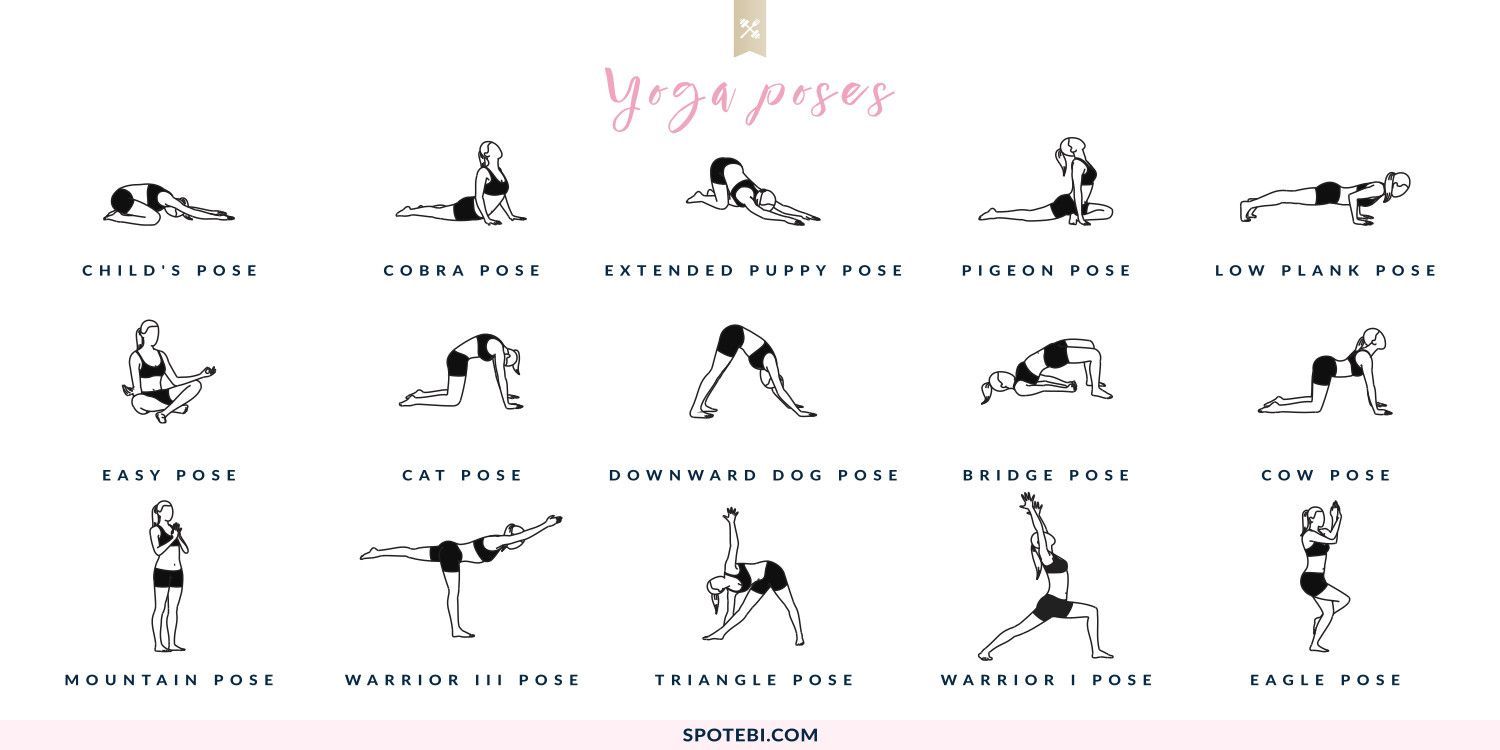 Yoga poses
CHILD'S POSE
COBRA POSE
EXTENDED PUPPY POSE
PIGEON POSE
LOW PLANK POSE
EASY POSE
CAT POSE
DOWNWARD DOG POSE
BRIDGE POSE
COW POSE
MOUNTAIN POSE
WARRIOR III POSE
TRIANGLE POSE
WARRIOR I POSE
EAGLE POSE
SPOTEBI.COM